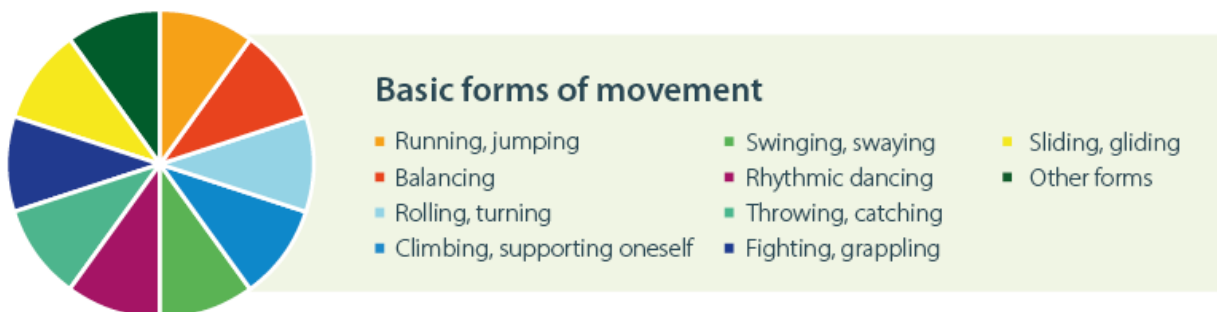 Basic forms of movement
Running, jumping
Balancing
Rolling, turning
Climbing, supporting oneself
Swinging, swaying
Rhythmic dancing
Throwing, catching
Fighting, grappling
Sliding, gliding
Other forms